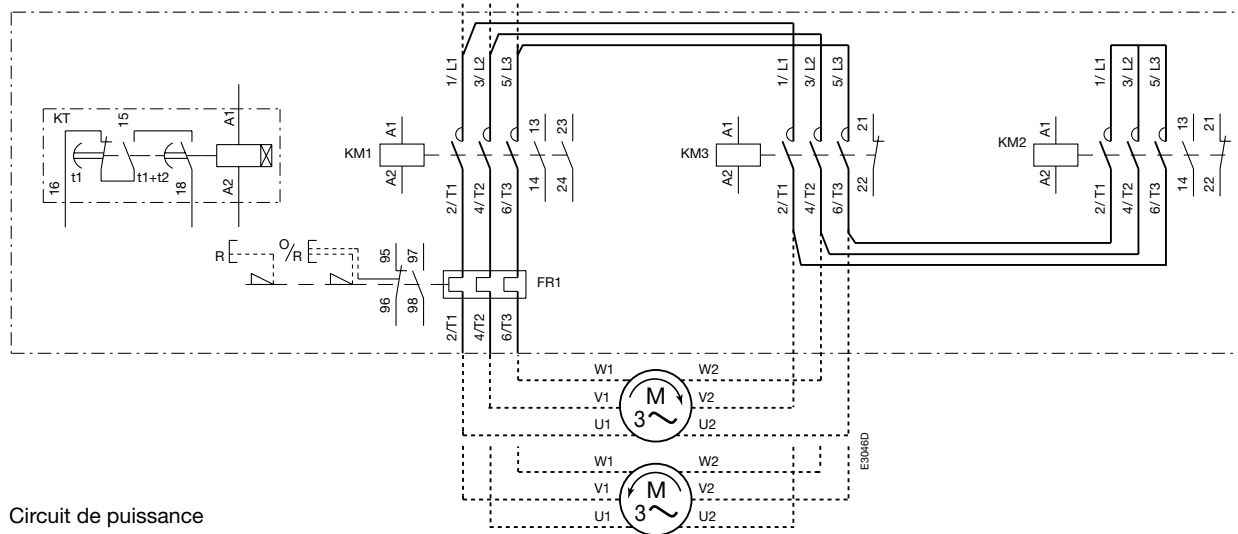 1/ L1
3/ L2
5/ L3
1/ L1
3/ L2
5/ L3
1/ L1
3/ L2
5/ L3
KT
15
A1
t1
t1+t2
16
18
A2
KM1
A1
A2
13
23
14
24
2/ T1
4/ T2
6/ T3
KM3
A1
A2
21
22
2/ T1
4/ T2
6/ T3
KM2
A1
A2
13
21
14
22
2/ T1
4/ T2
6/ T3
R
O/R
95
97
96
98
FR1
2/T1
4/T2
6/T3
W1
W2
V1
V2
U1
U2
M
3
E3046D
W1
W2
V1
V2
U1
U2
M
3
Circuit de puissance